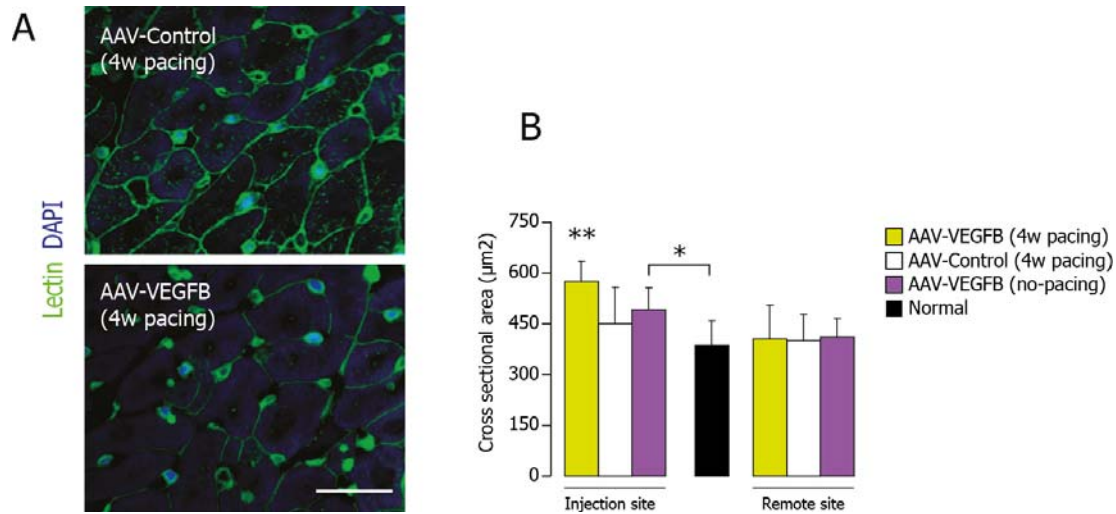 A
AAV-Control
(4w pacing)
Lectin DAPI
AAV-VEGFB
(4w pacing)
B
Cross sectional area (µm2)
750
600
450
300
150
0
**
*
Injection site
Remote site
AAV-VEGFB (4w pacing)
AAV-Control (4w pacing)
AAV-VEGFB (no-pacing)
Normal